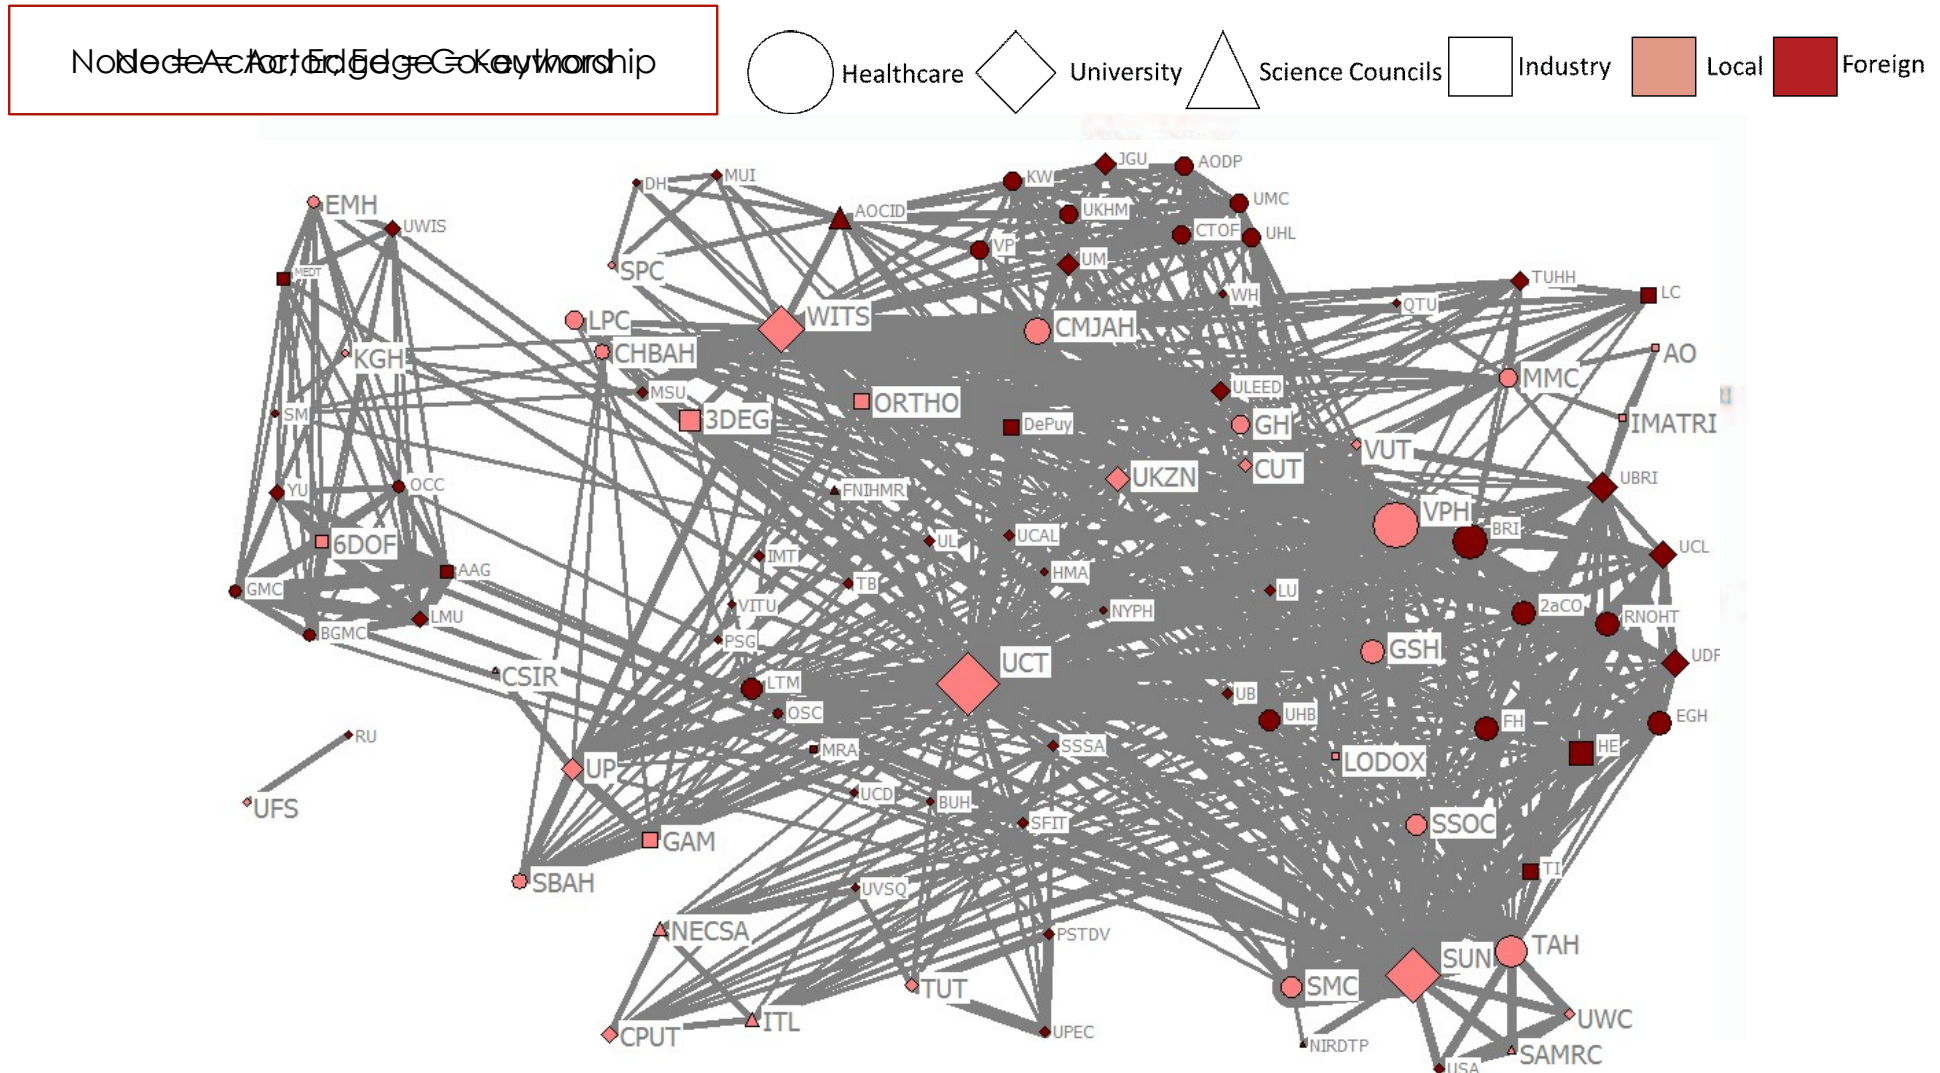 Healthcare
University
Science Councils
Industry
Local
Foreign
JGU
AODP
DH
MUI
KW
EMH
UWIS
AOCID
UKHM
UMC
CTOF
UHL
VP
UM
SPC
MEDT
WH
QTU
TUHH
LC
LPC
WITS
CMJAH
KGH
CHBAH
AO
MMC
MSU
ULEED
SM
3DEG
ORTHO
DePuy
GH
IMATRI
VUT
CUT
UKZN
UBRI
YU
OCC
FNIHMR
VPH
BRI
6DOF
UL
UCAL
UCL
IMT
AAG
TB
HMA
LU
GMC
VITU
NYPH
2aCO
RNOHT
LMU
BGMC
PSG
GSH
UCT
UDF
CSIR
LTM
UB
OSC
UHB
FH
EGH
RU
MRA
SSSA
HE
LODOX
UP
UCD
BUH
UFS
SFIT
SSOC
GAM
TI
SBAH
UVSQ
NECSA
PSTDV
TAH
SUN
SMC
TUT
ITL
UWC
CPUT
UPEC
NIRDTP
SAMRC
USA